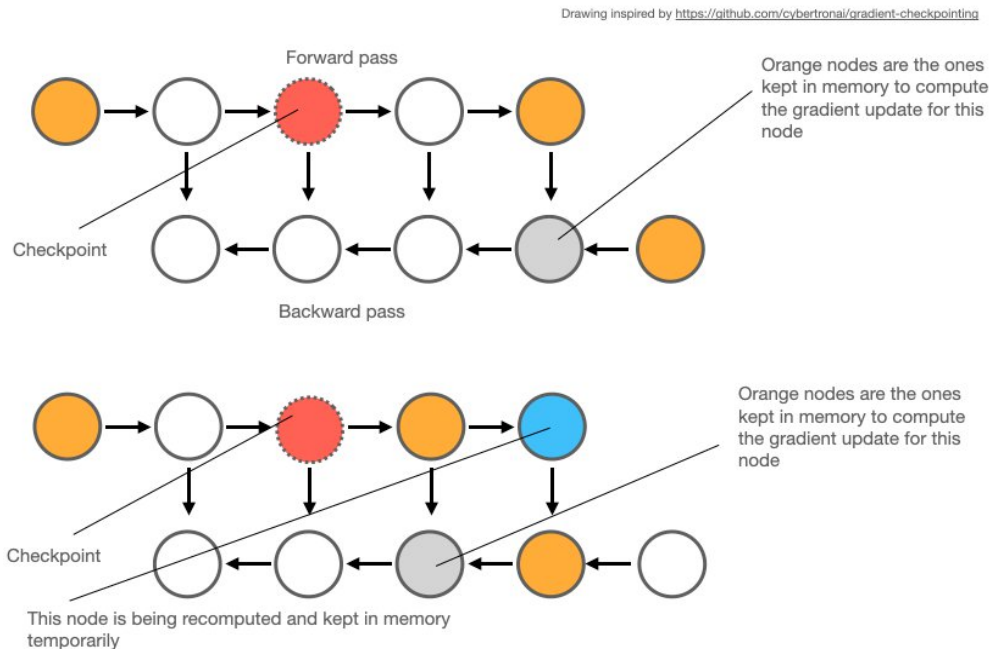 Drawing inspired by https://github.com/cybertronai/gradient-checkpointing
Forward pass
Orange nodes are the ones
kept in memory to compute
the gradient update for this
node
Checkpoint
Backward pass
Orange nodes are the ones
kept in memory to compute
the gradient update for this
node
Checkpoint
This node is being recomputed and kept in memory
temporarily